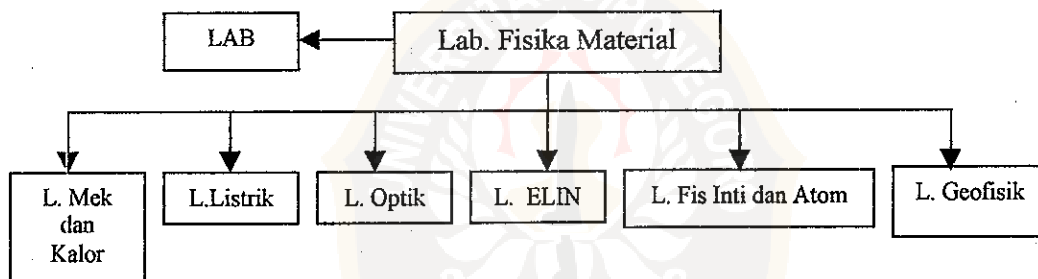 LAB
Lab. Fisika Material
L. Mek
dan
Kalor
L.Listrik
L. Optik
L. ELIN
L. Fis Inti dan Atom
L. Geofisik